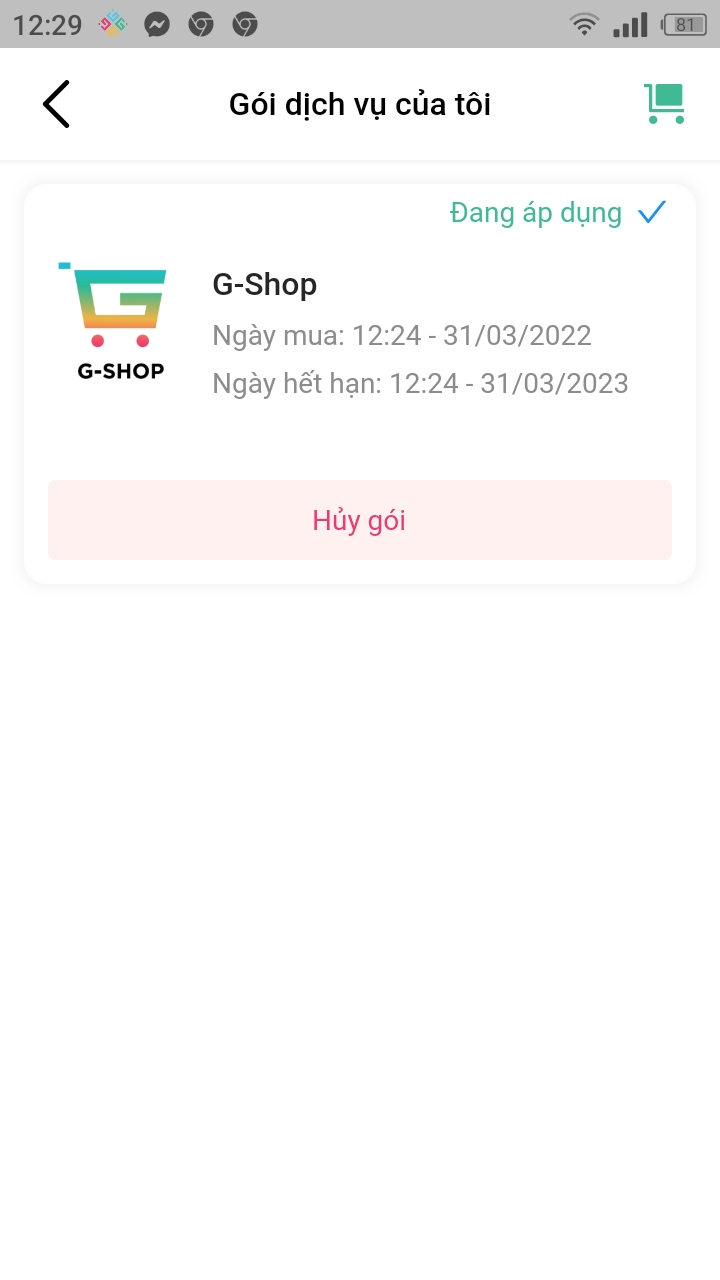 12:29
81
Gói dịch vụ của tôi
Đang áp dụng
G-Shop
Ngày mua: 12:24 - 31/03/2022
Ngày hết hạn: 12:24 - 31/03/2023
G-SHOP
Hủy gói